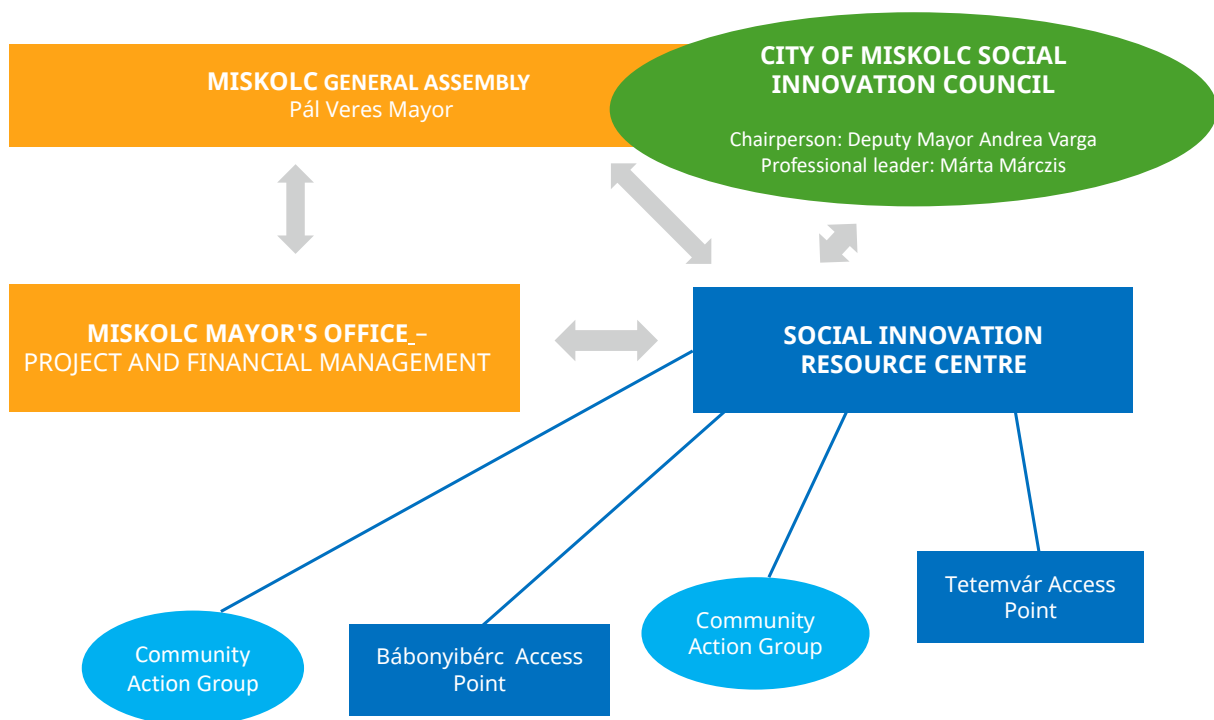 MISKOLC GENERAL ASSEMBLY
Pál Veres Mayor
CITY OF MISKOLC SOCIAL
INNOVATION COUNCIL
Chairperson: Deputy Mayor Andrea Varga
Professional leader: Márta Márczis
MISKOLC MAYOR'S OFFICE –
PROJECT AND FINANCIAL MANAGEMENT
SOCIAL INNOVATION
RESOURCE CENTRE
Community
Action Group
Bábonyibérc Access
Point
Community
Action Group
Tetemvár Access
Point